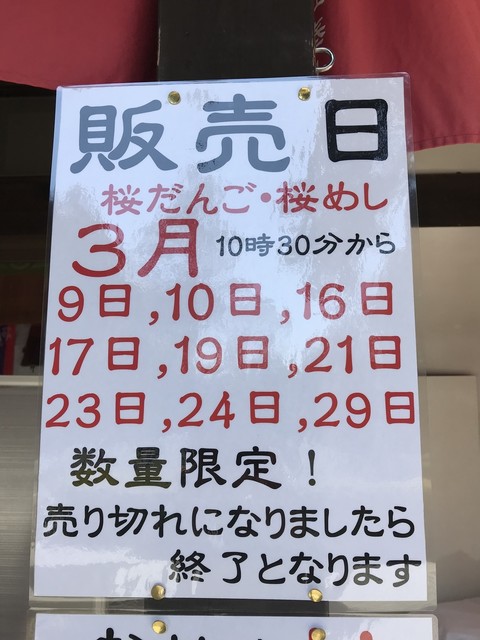 販売日
桜だんご・桜めし
3月 10時30分から
9日,10日,16日
17日,19日,21日
23日,24日,29日
数量限定!
売り切れになりましたら
終了となります